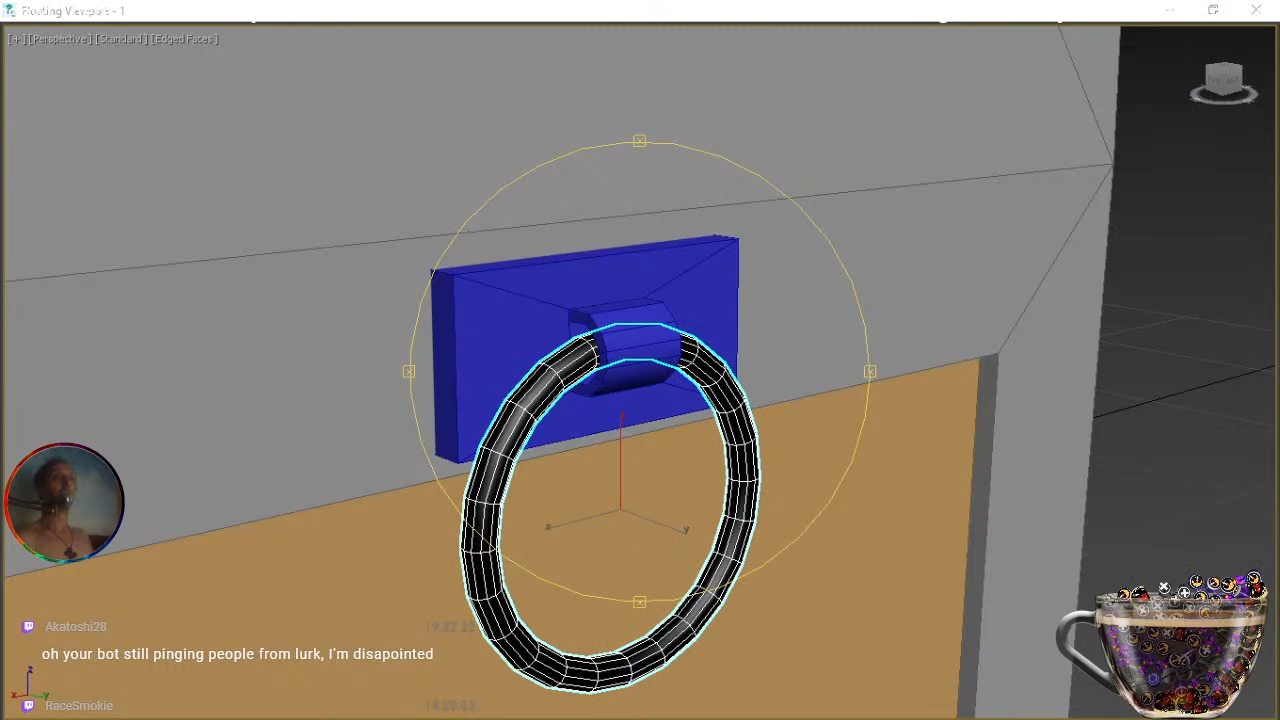 Floating Viewport - 1
[+] [Perspective] [Standard] [Edged Faces]
x
y
Akatoshi28
oh your bot still pinging people from lurk, I'm disapointed
z
x
y
RaceSmokie